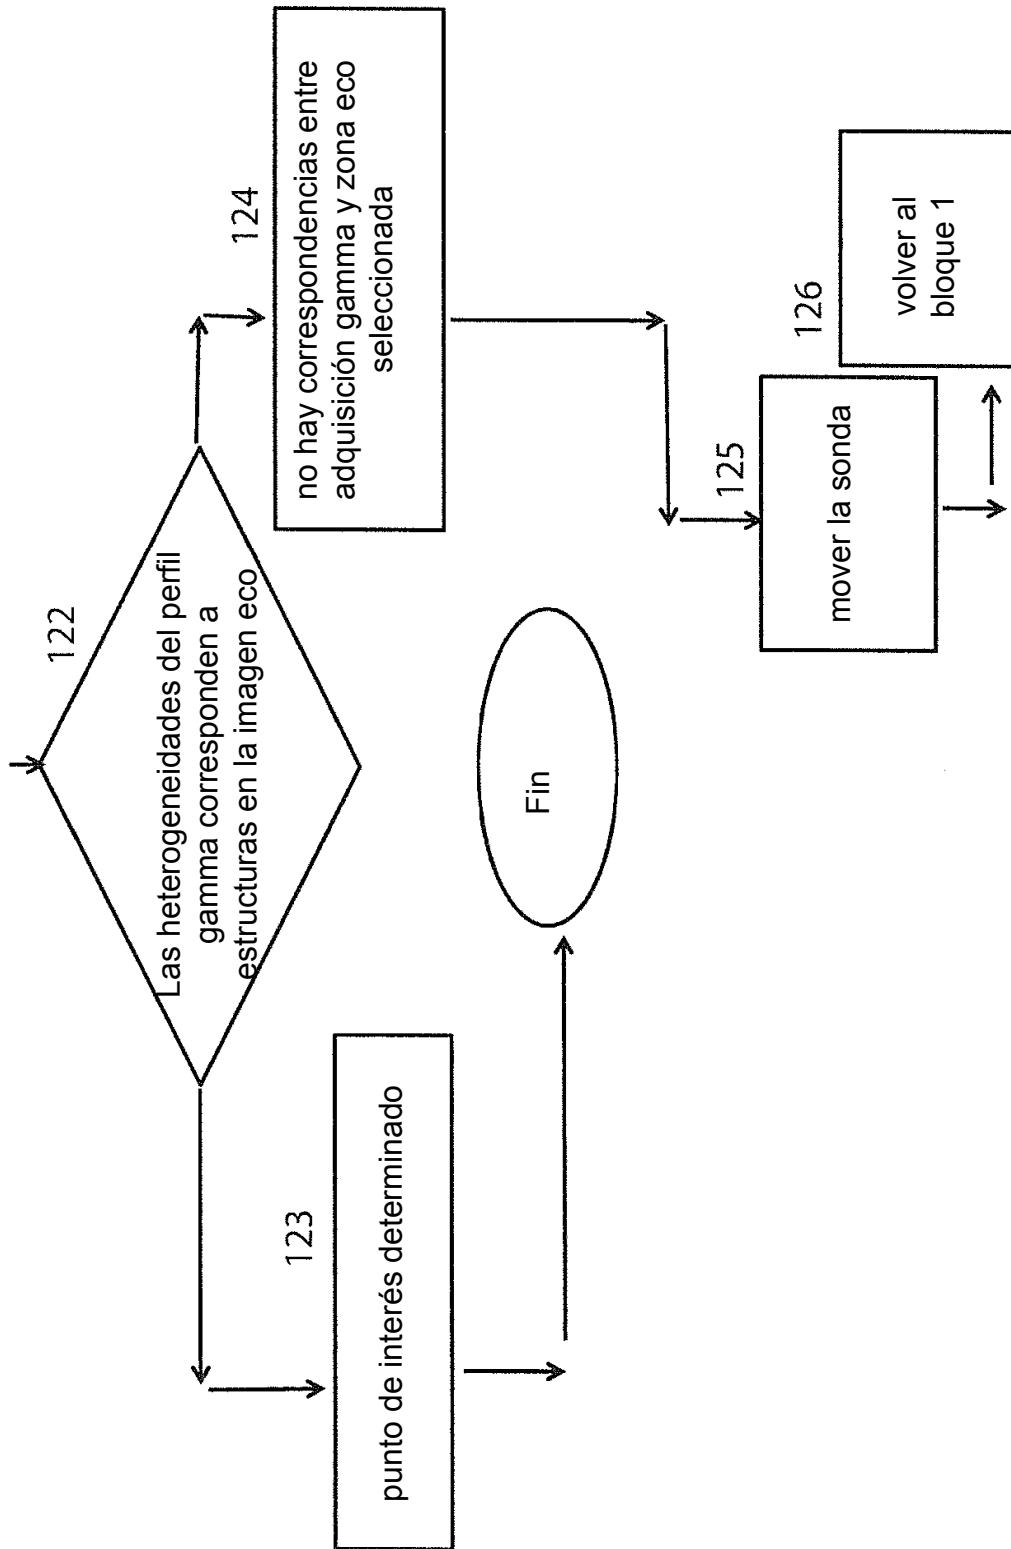 122
Las heterogeneidades del perfil
gamma corresponden a
estructuras en la imagen eco
123
punto de interés determinado
Fin
124
no hay correspondencias entre
adquisición gamma y zona eco
seleccionada
125
mover la sonda
126
volver al
bloque 1